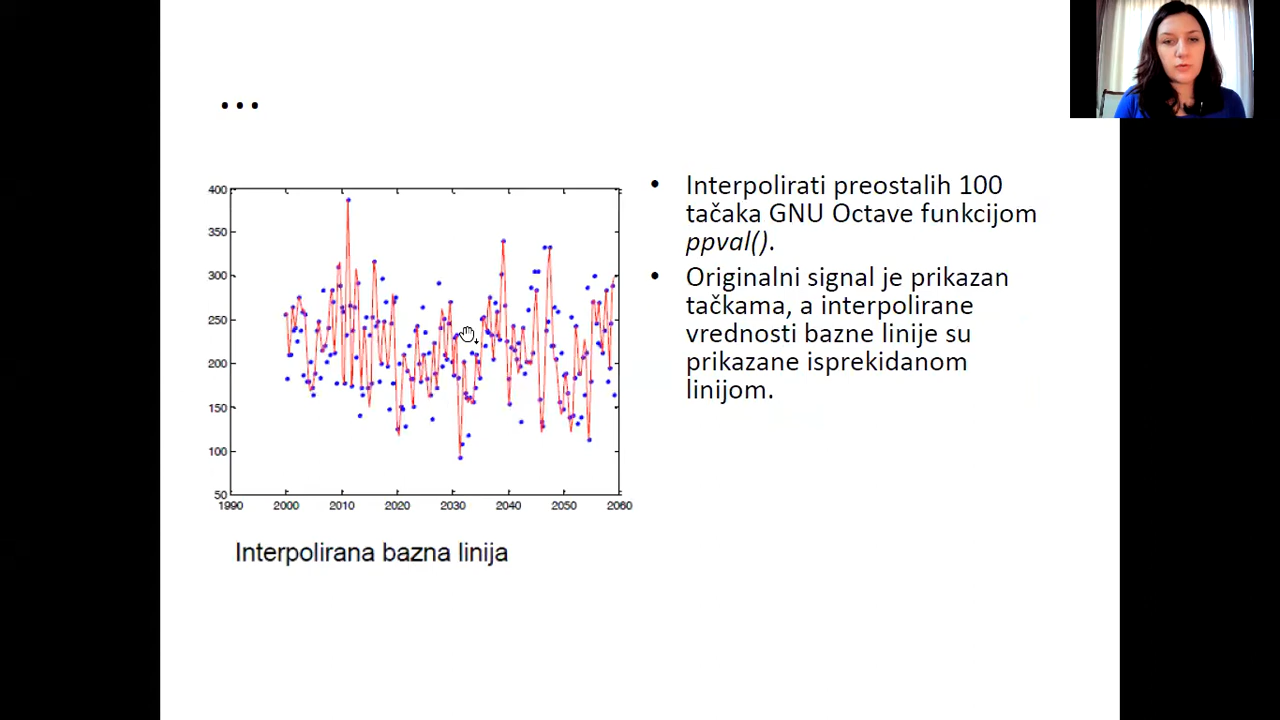 ...
400
350
300
250
200
150
100
50
1990 2000 2010 2020 2030 2040 2050 2060
Interpolirana bazna linija
• Interpolirati preostalih 100
tačaka GNU Octave funkcijom
ppval().
• Originalni signal je prikazan
tačkama, a interpolirane
vrednosti bazne linije su
prikazane isprekidanom
linijom.